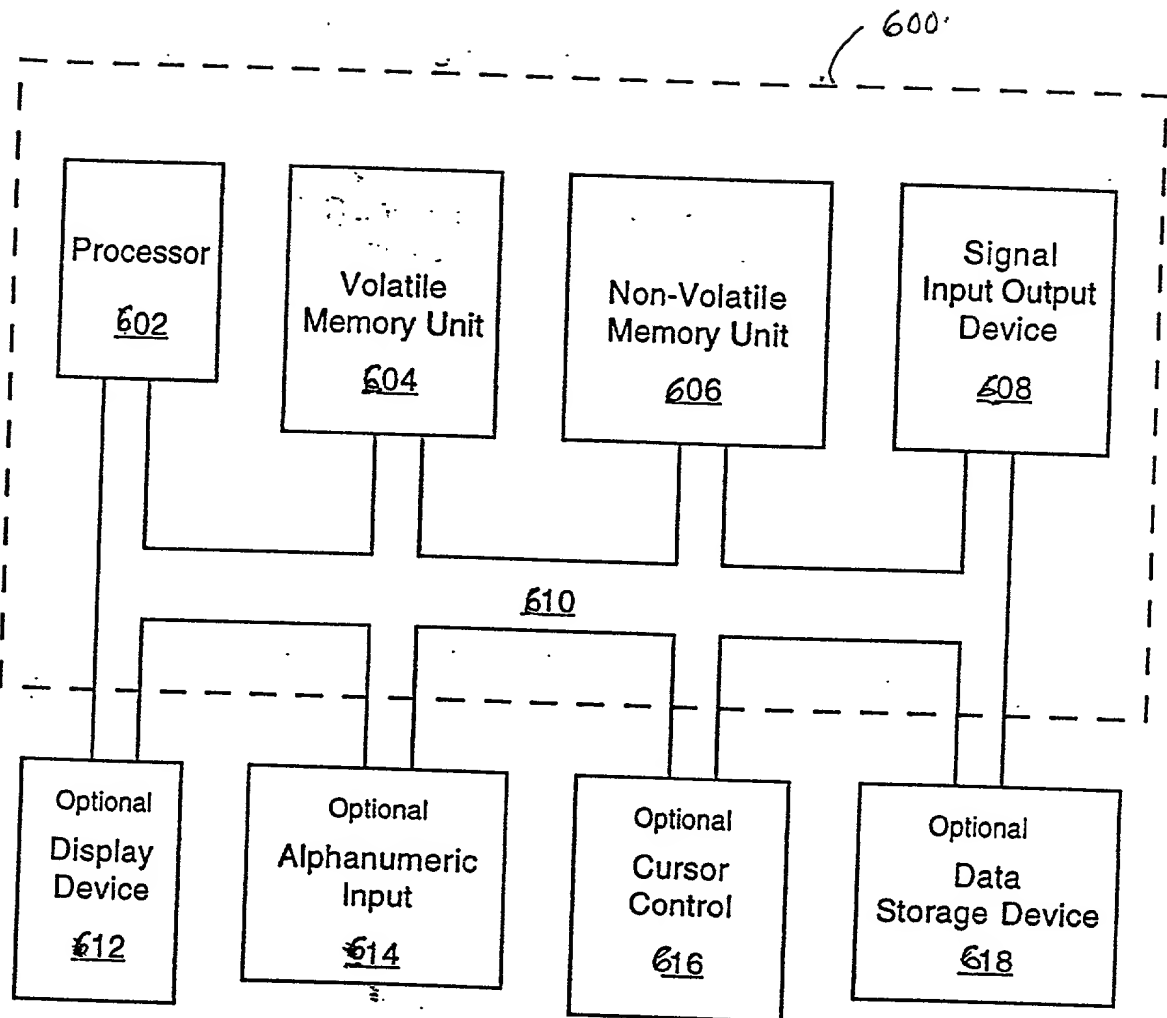 600
Processor
602
Volatile
Memory Unit
604
Non-Volatile
Memory Unit
606
Signal
Input Output
Device
608
610
Optional
Display
Device
612
Optional
Alphanumeric
Input
614
Optional
Cursor
Control
616
Optional
Data
Storage Device
618